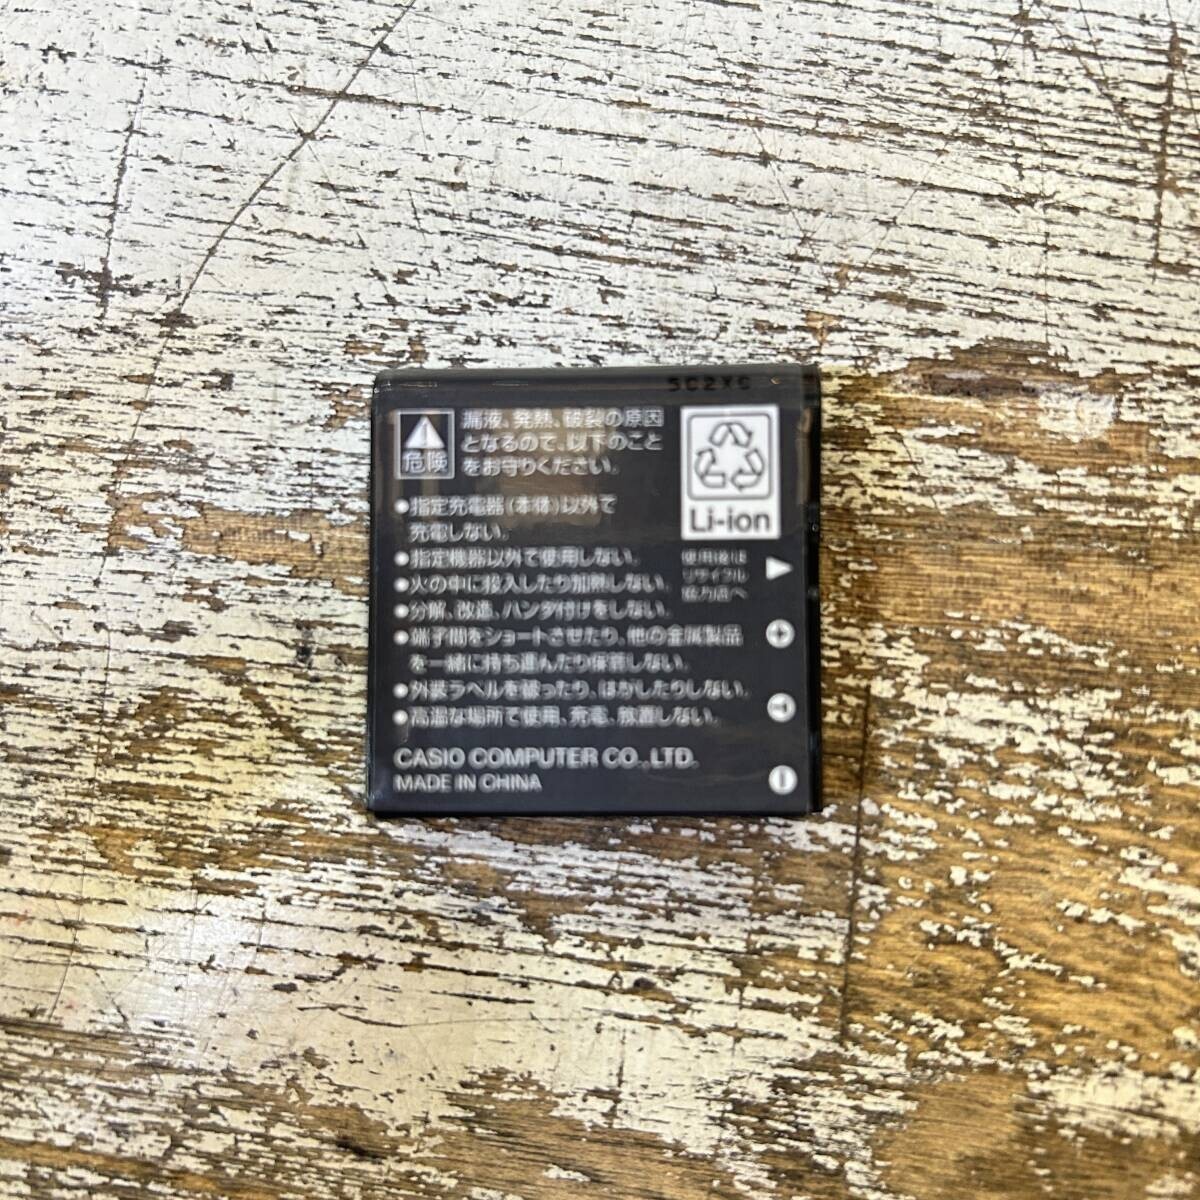 5C2XC
危険
漏液、発熱、破裂の原因
となるので、以下のこと
をお守りください。
Li-ion
使用後は
リサイクル
協力店へ
●指定充電器(本体)以外で
充電しない。
●指定機器以外で使用しない。
●火の中に投入したり加熱しない。
●分解、改造、ハンダ付けをしない。
●端子間をショートさせたり、他の金属製品
を一緒に持ち運んだり保管しない。
●外装ラベルを破ったり、はがしたりしない。
●高温な場所で使用、充電、放置しない。
+
T
−
CASIO COMPUTER CO.,LTD.
MADE IN CHINA